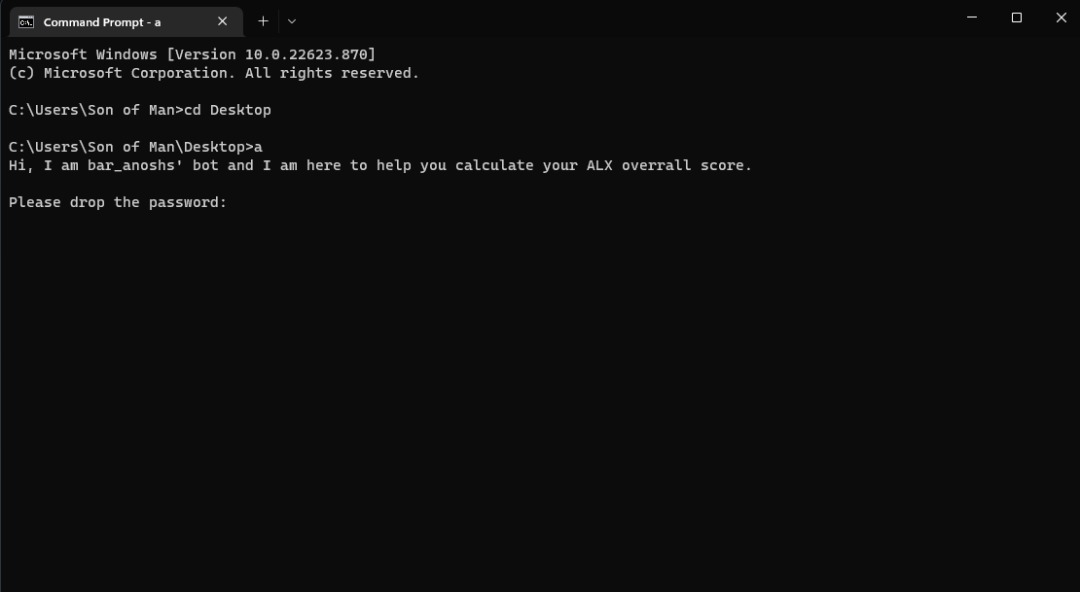 Command Prompt - a
Microsoft Windows [Version 10.0.22623.870]
(c) Microsoft Corporation. All rights reserved.
C:\Users\Son of Man>cd Desktop
C:\Users\Son of Man\Desktop>a
Hi, I am bar_anoshs' bot and I am here to help you calculate your ALX overrall score.
Please drop the password: